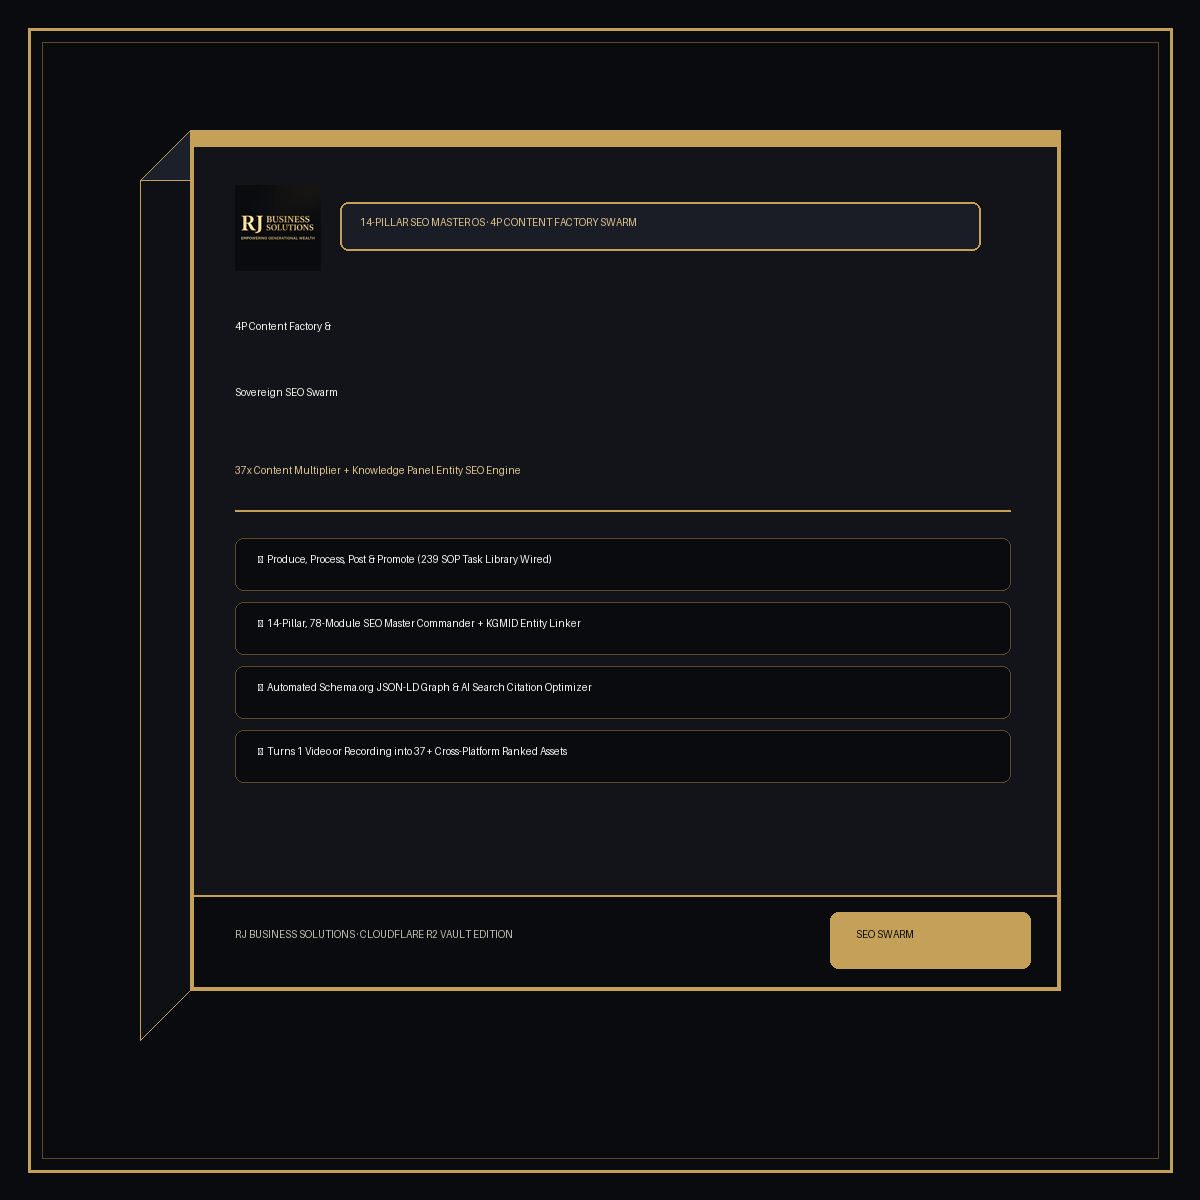 RJ BUSINESS
SOLUTIONS
EMPOWERING GENERATIONAL WEALTH
14-PILLAR SEO MASTER OS · 4P CONTENT FACTORY SWARM
4P Content Factory &
Sovereign SEO Swarm
37x Content Multiplier + Knowledge Panel Entity SEO Engine
Produce, Process, Post & Promote (239 SOP Task Library Wired)
14-Pillar, 78-Module SEO Master Commander + KGMID Entity Linker
Automated Schema.org JSON-LD Graph & AI Search Citation Optimizer
Turns 1 Video or Recording into 37+ Cross-Platform Ranked Assets
RJ BUSINESS SOLUTIONS · CLOUDFLARE R2 VAULT EDITION
SEO SWARM